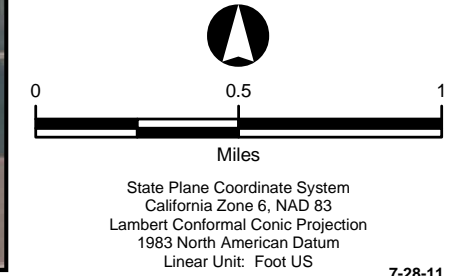 0 0.5 1
Miles
State Plane Coordinate System
California Zone 6, NAD 83
Lambert Conformal Conic Projection
1983 North American Datum
Linear Unit: Foot US
7-28-11